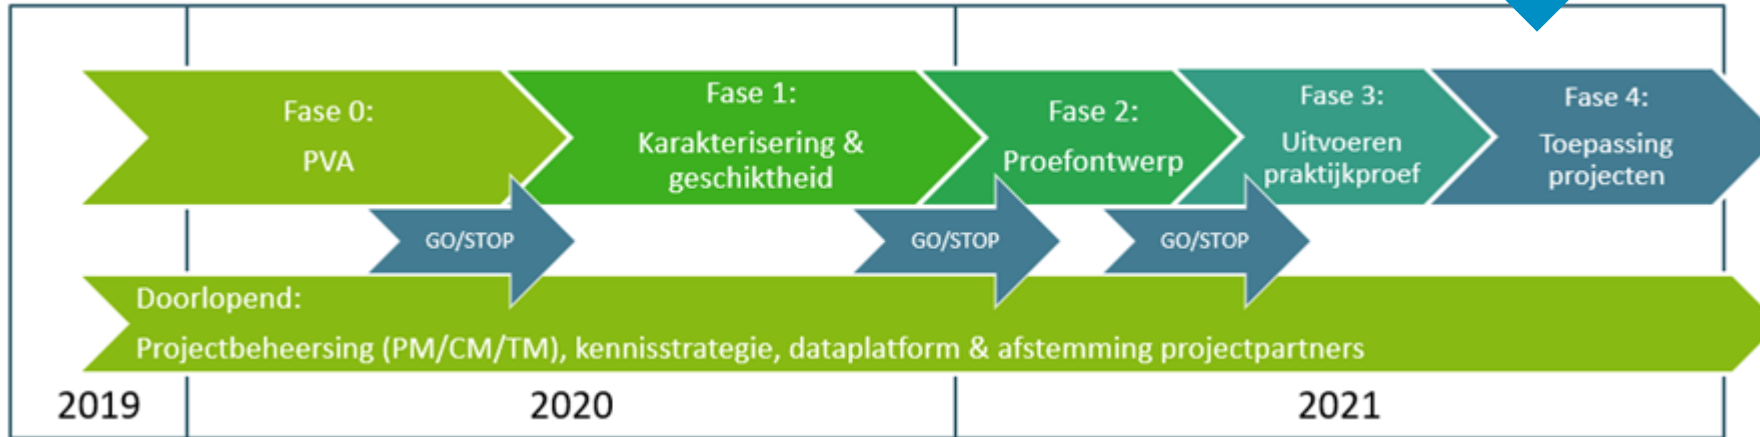 Fase 0:
PVA
Fase 1:
Karakterisering &
geschiktheid
Fase 2:
Proefontwerp
Fase 3:
Uitvoeren
praktijkproef
Fase 4:
Toepassing
projecten
GO/STOP
GO/STOP
GO/STOP
Doorlopend:
Projectbeheersing (PM/CM/TM), kennisstrategie, dataplatform & afstemming projectpartners
2019
2020
2021